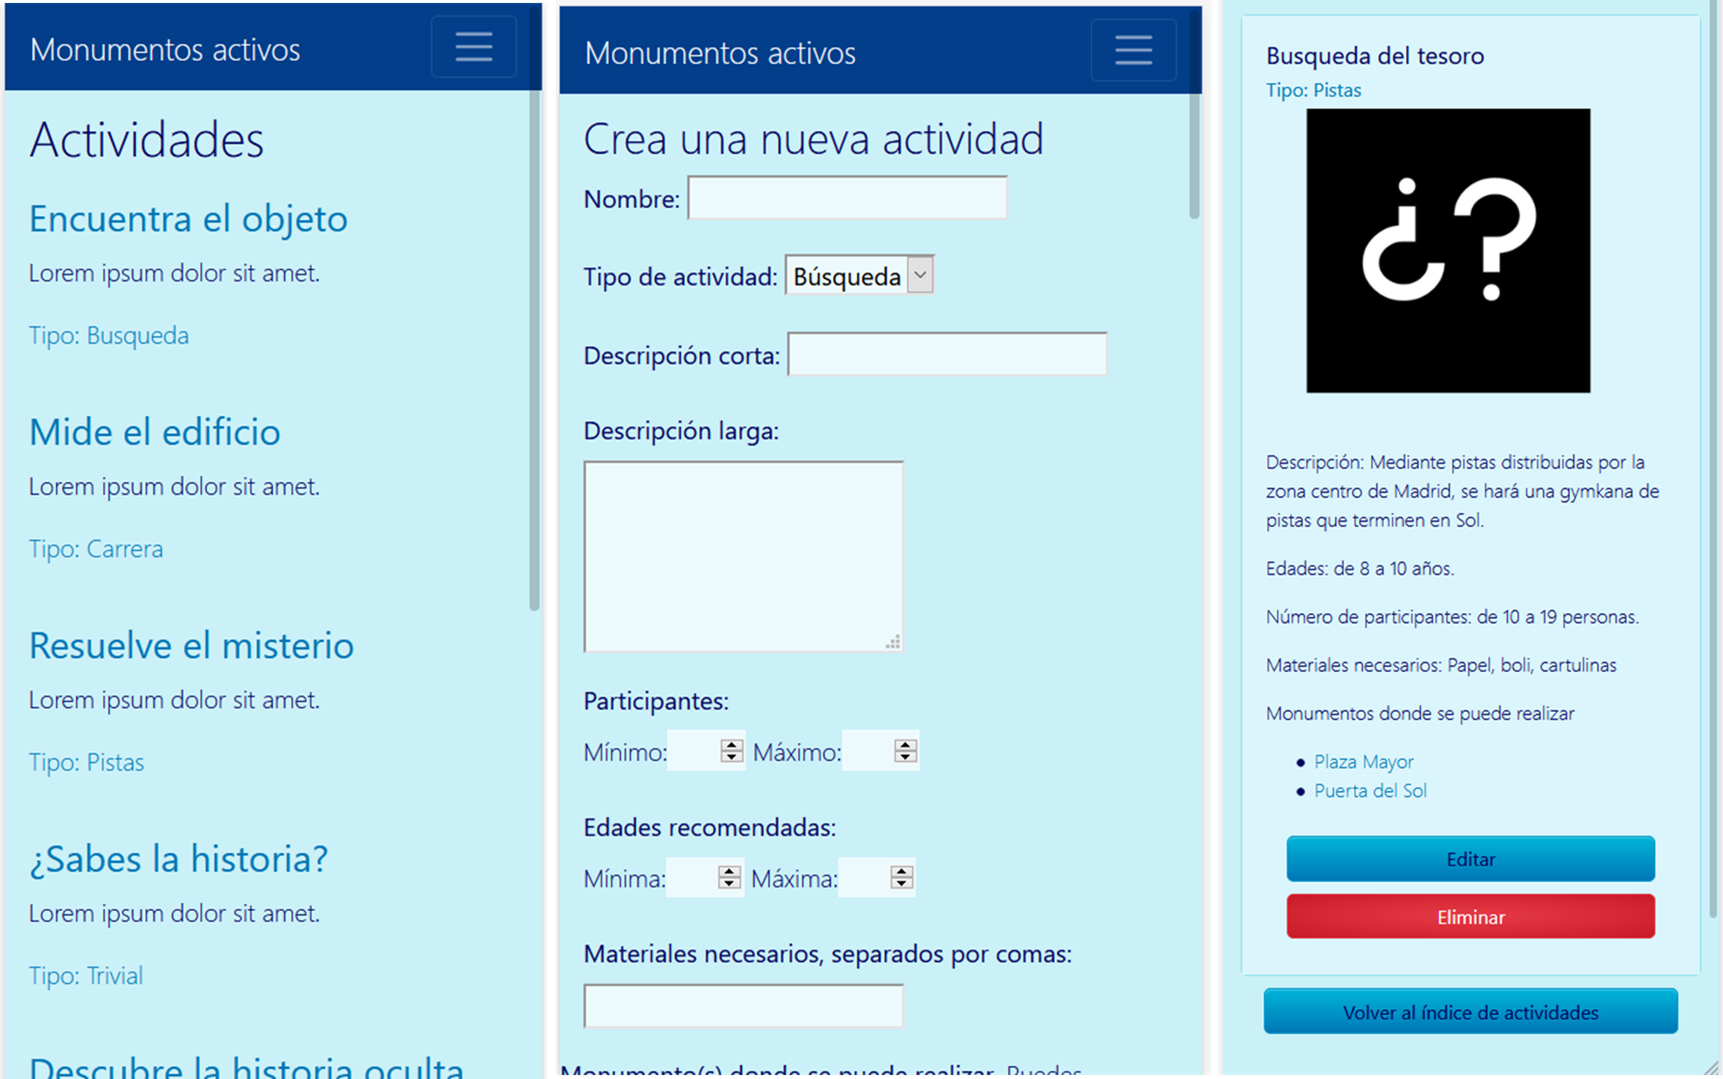 Monumentos activos
Actividades
Encuentra el objeto
Lorem ipsum dolor sit amet.
Tipo: Busqueda
Mide el edificio
Lorem ipsum dolor sit amet.
Tipo: Carrera
Resuelve el misterio
Lorem ipsum dolor sit amet.
Tipo: Pistas
¿Sabes la historia?
Lorem ipsum dolor sit amet.
Tipo: Trivial
Descubre la historia oculta
Monumentos activos
Crea una nueva actividad
Nombre:
Tipo de actividad: Búsqueda
Descripción corta:
Descripción larga:
Participantes:
Mínimo: Máximo:
Edades recomendadas:
Mínima: Máxima:
Materiales necesarios, separados por comas:
Monumento(s) donde se puede realizar. Puedes
Busqueda del tesoro
Tipo: Pistas
¿?
Descripción: Mediante pistas distribuidas por la
zona centro de Madrid, se hará una gymkana de
pistas que terminen en Sol.
Edades: de 8 a 10 años.
Número de participantes: de 10 a 19 personas.
Materiales necesarios: Papel, boli, cartulinas
Monumentos donde se puede realizar
Plaza Mayor
Puerta del Sol
Editar
Eliminar
Volver al índice de actividades